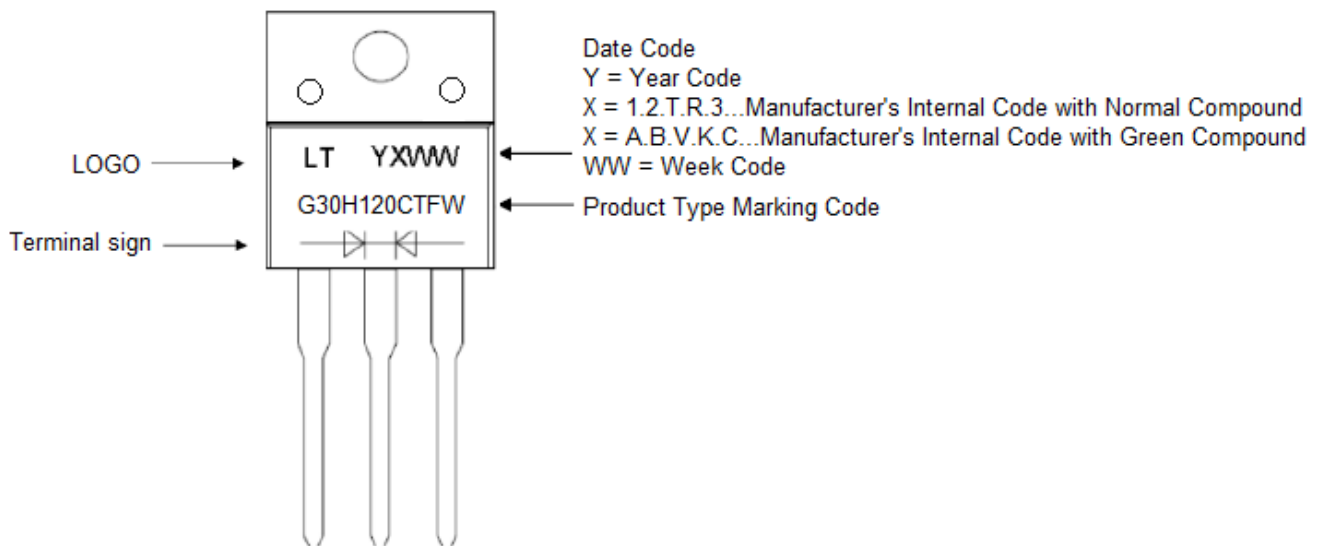 Date Code
Y = Year Code
X = 1.2.T.R.3...Manufacturer's Internal Code with Normal Compound
X = A.B.V.K.C...Manufacturer's Internal Code with Green Compound
WW = Week Code
LOGO
LT YXWW
G30H120CTFW
Product Type Marking Code
Terminal sign